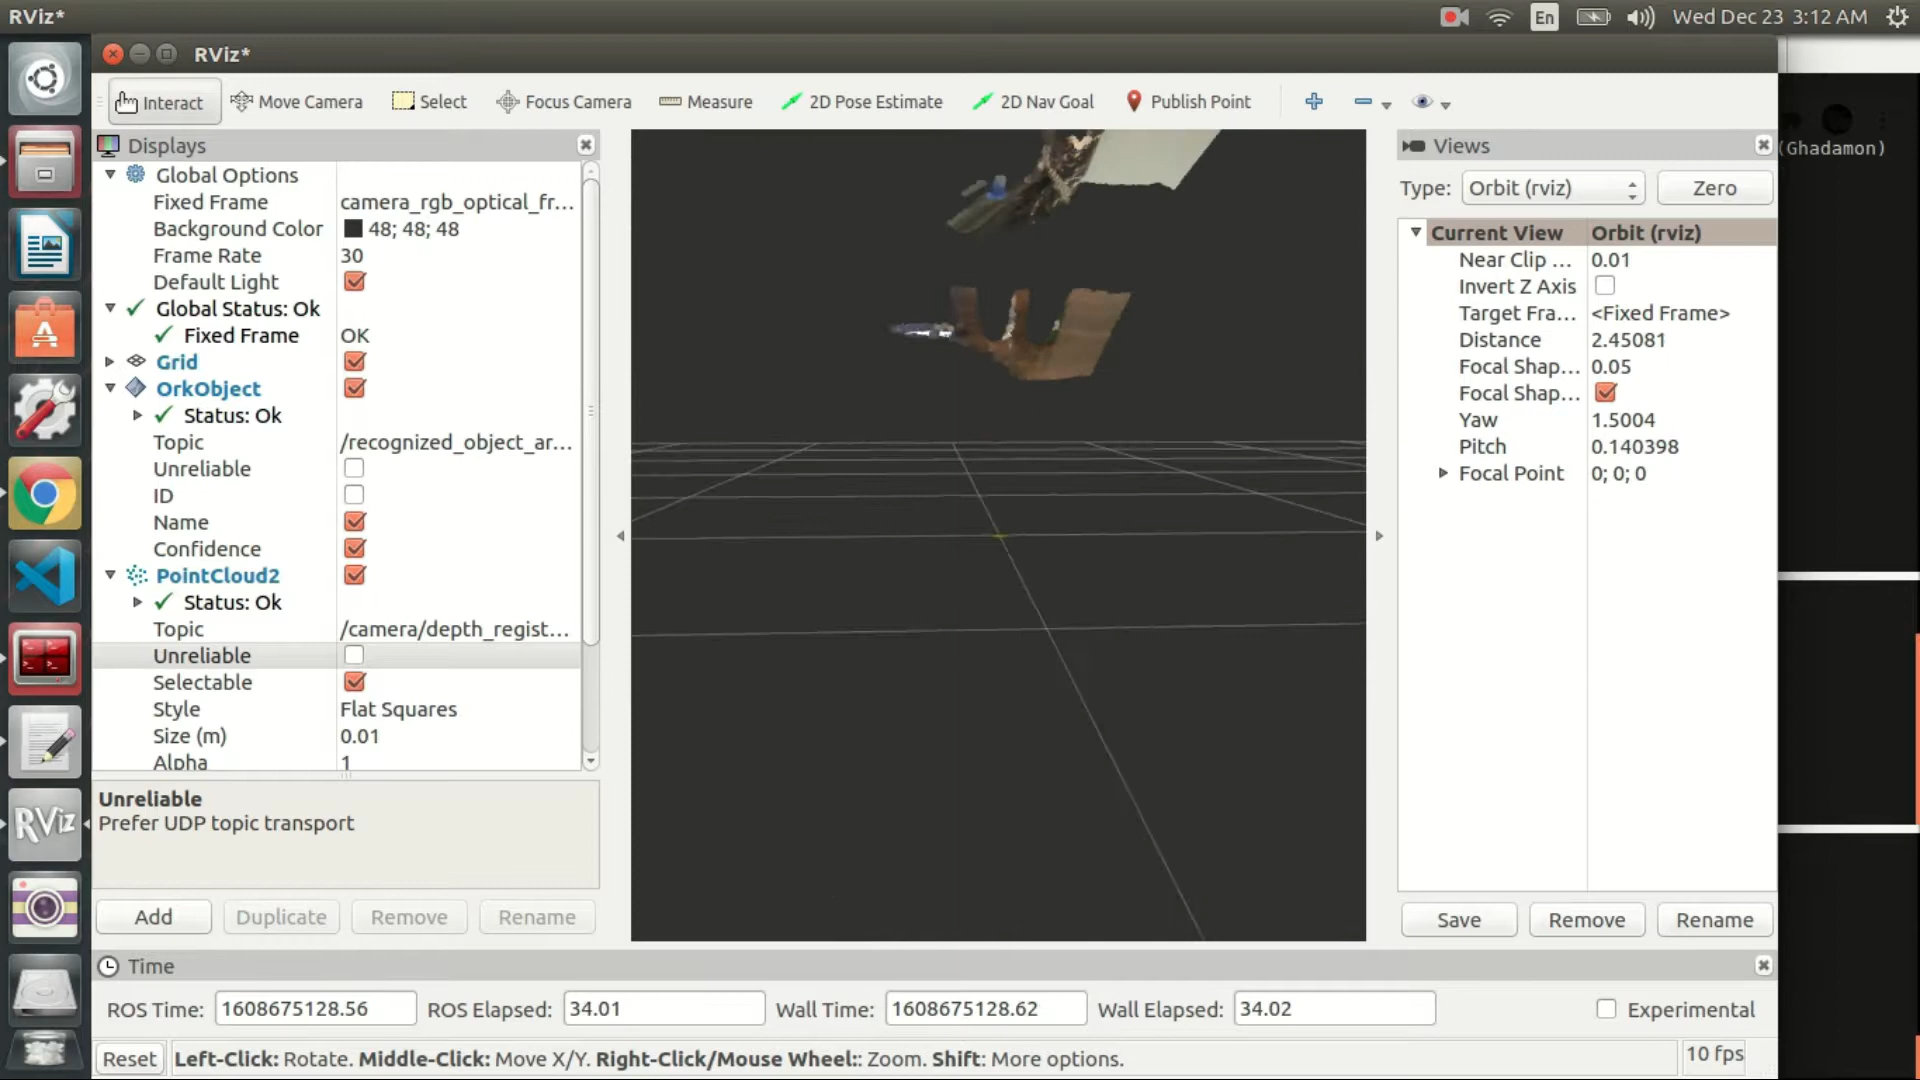 RViz*
En
Wed Dec 23 3:12 AM
RViz*
Interact
Move Camera
Select
Focus Camera
Measure
2D Pose Estimate
2D Nav Goal
Publish Point
Displays
Global Options
Fixed Frame camera_rgb_optical_fr...
Background Color 48; 48; 48
Frame Rate 30
Default Light
Global Status: Ok
Fixed Frame OK
Grid
OrkObject
Status: Ok
Topic /recognized_object_ar...
Unreliable
ID
Name
Confidence
PointCloud2
Status: Ok
Topic /camera/depth_regist...
Unreliable
Selectable
Style Flat Squares
Size (m) 0.01
Alpha 1
Unreliable
Prefer UDP topic transport
Add
Duplicate
Remove
Rename
Views
(Ghadamon)
Type: Orbit (rviz) Zero
Current View Orbit (rviz)
Near Clip ... 0.01
Invert Z Axis
Target Fra... <Fixed Frame>
Distance 2.45081
Focal Shap... 0.05
Focal Shap...
Yaw 1.5004
Pitch 0.140398
Focal Point 0; 0; 0
Save
Remove
Rename
RViz
Time
ROS Time: 1608675128.56 ROS Elapsed: 34.01 Wall Time: 1608675128.62 Wall Elapsed: 34.02 Experimental
Reset Left-Click: Rotate. Middle-Click: Move X/Y. Right-Click/Mouse Wheel:: Zoom. Shift: More options. 10 fps